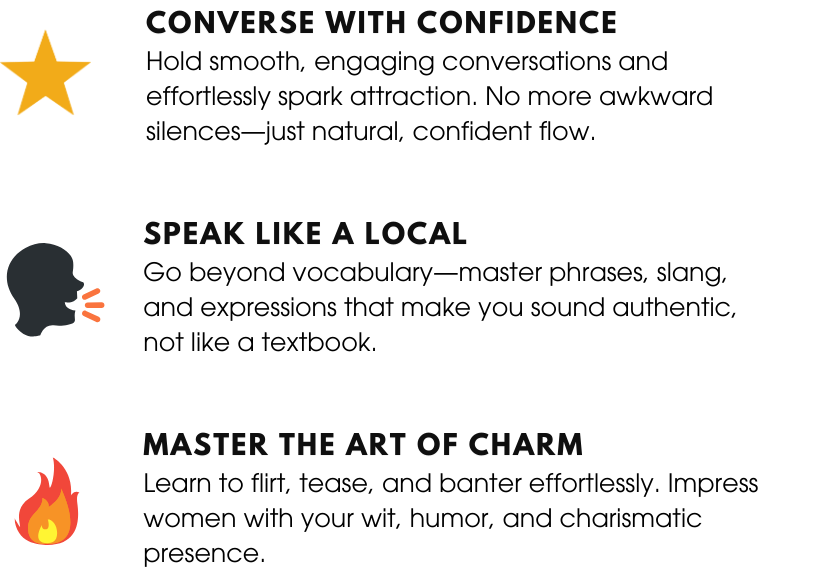 CONVERSE WITH CONFIDENCE
Hold smooth, engaging conversations and
effortlessly spark attraction. No more awkward
silences—just natural, confident flow.
SPEAK LIKE A LOCAL
Go beyond vocabulary—master phrases, slang,
and expressions that make you sound authentic,
not like a textbook.
MASTER THE ART OF CHARM
Learn to flirt, tease, and banter effortlessly. Impress
women with your wit, humor, and charismatic
presence.